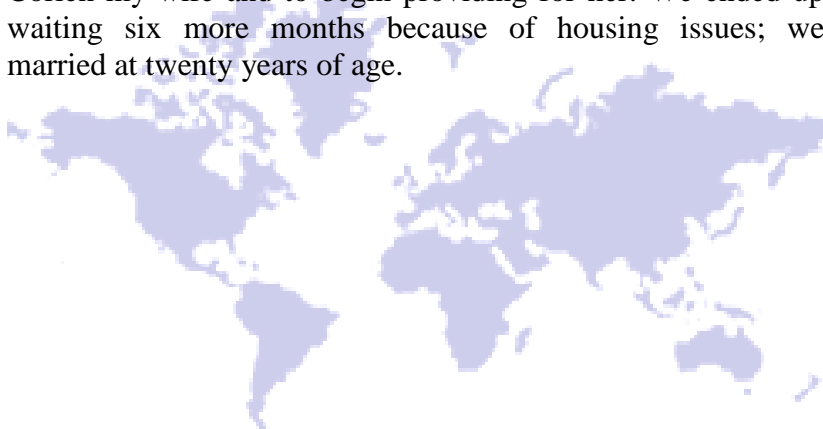 my wife and to begin providing for her. We ended up
waiting six more months because of housing issues; we
married at twenty years of age.